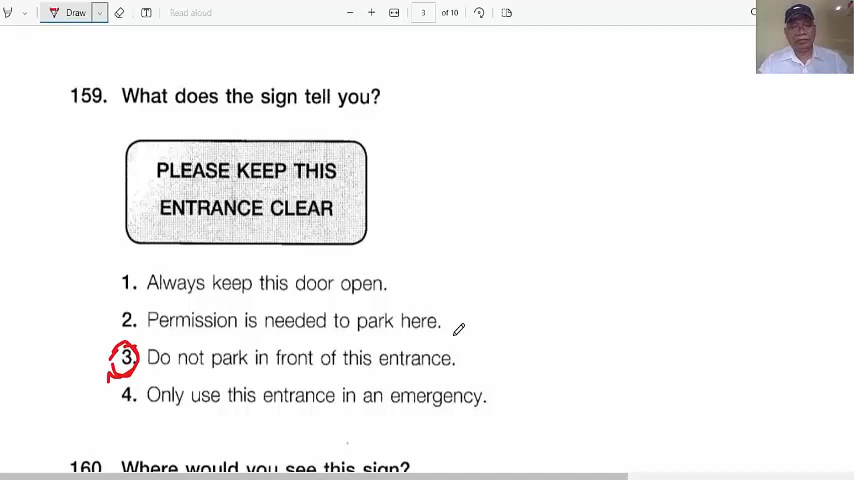 Draw
Read aloud
3 of 10
159. What does the sign tell you?
PLEASE KEEP THIS
ENTRANCE CLEAR
1. Always keep this door open.
2. Permission is needed to park here.
3. Do not park in front of this entrance.
4. Only use this entrance in an emergency.
160. Where would you see this sign?